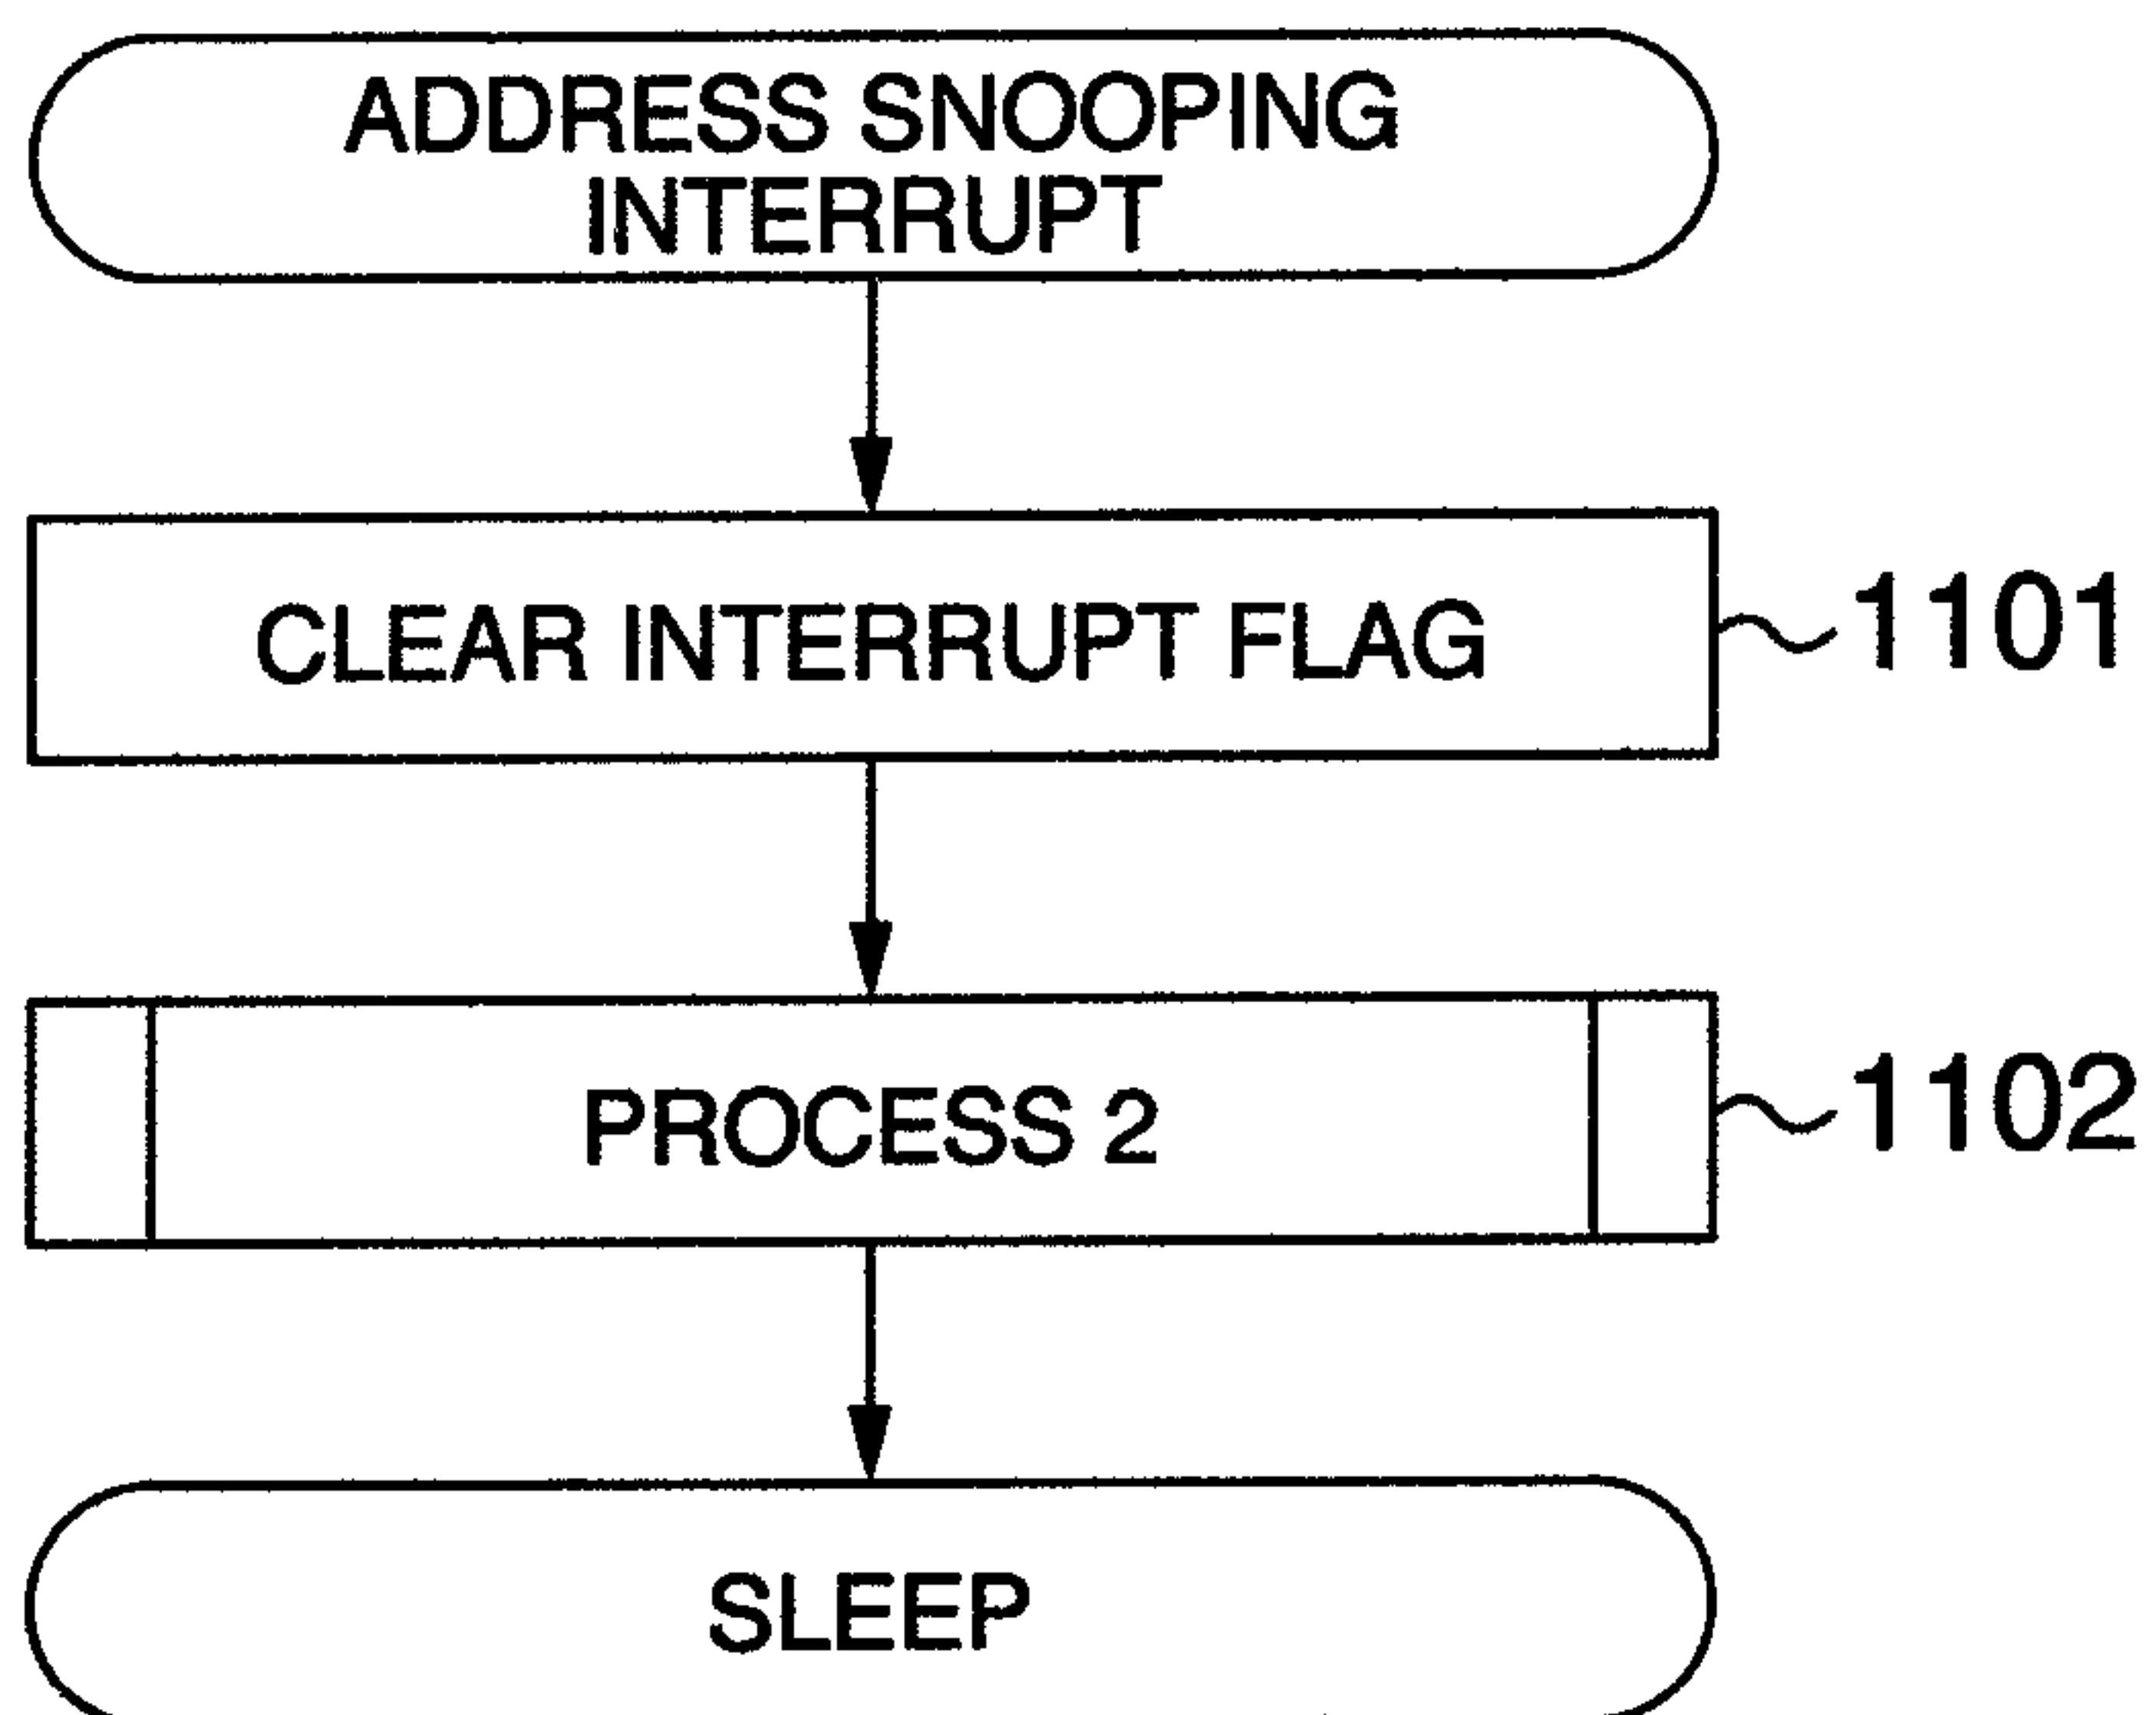 ADDRESS SNOOPING
INTERRUPT
CLEAR INTERRUPT FLAG
1101
PROCESS 2
1102
SLEEP